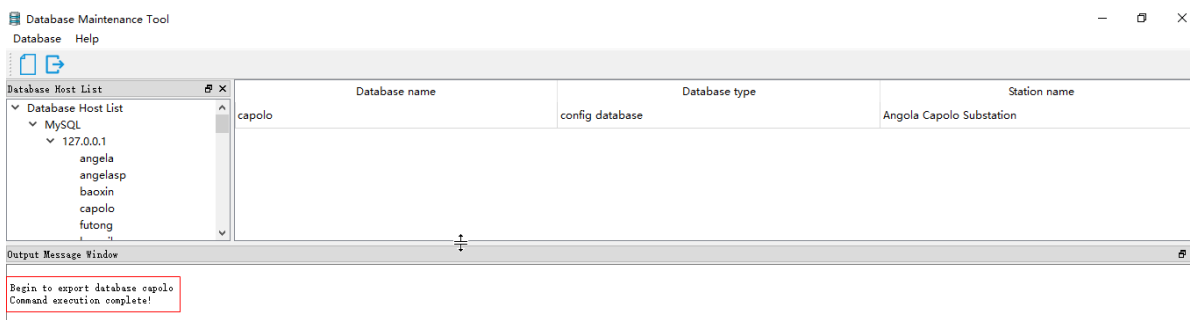 Database Maintenance Tool
Database Help
Database Host List
Database name Database type Station name
Database Host List
MySQL
127.0.0.1
angela
angelasp
baoxin
capolo
futong
capolo config database Angola Capolo Substation
Output Message Window
Begin to export database capolo
Command execution complete!